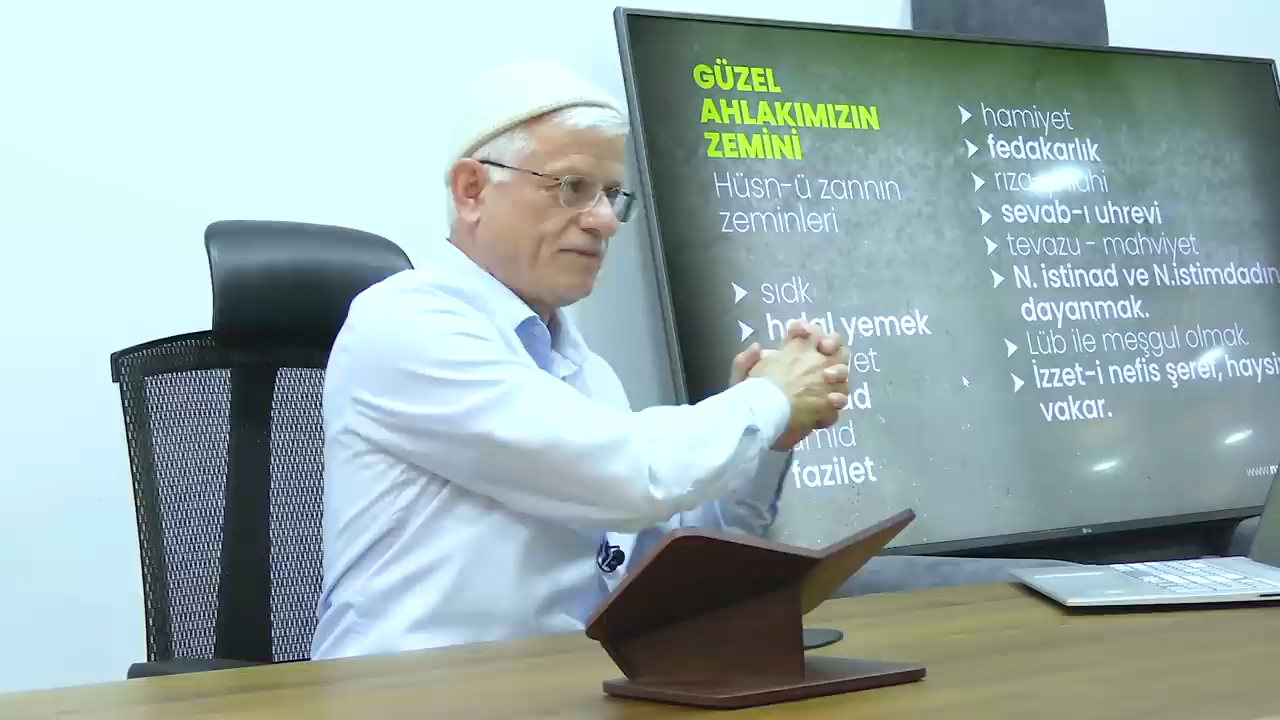 GÜZEL
AHLAKIMIZIN
ZEMİNİ
Hüsn-ü zannın
zeminleri
sıdk
helal yemek
fazilet
hamiyet
fedakarlık
sevab-ı uhrevi
tevazu - mahviyet
N. istinad ve N.istimdadın
dayanmak.
Lüb ile meşgul olmak.
İzzet-i nefis şeref, haysi
vakar.